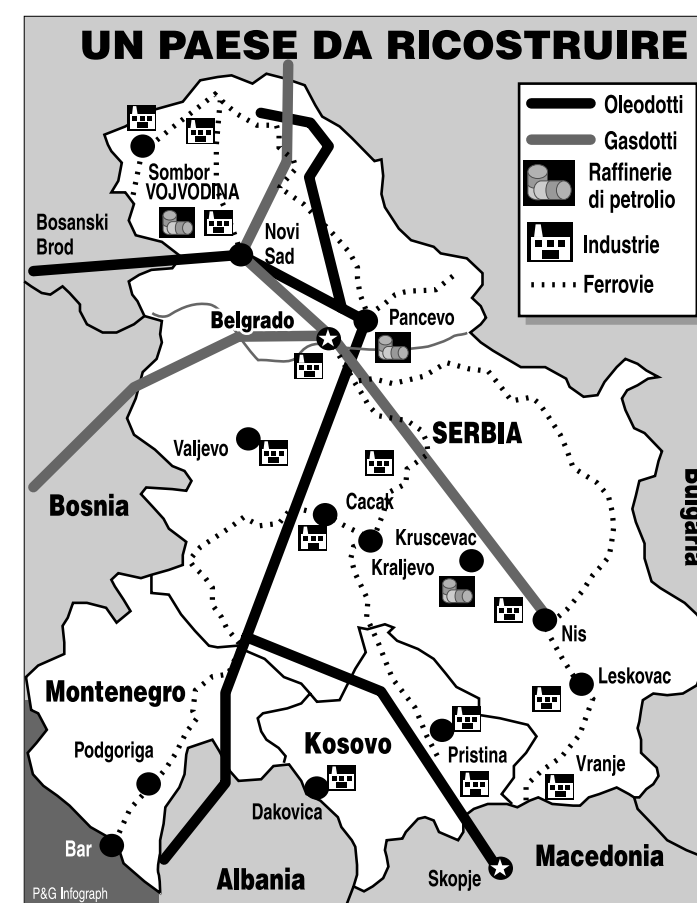 UN PAESE DA RICOSTRUIRE
Oleodotti
Gasdotti
Raffinerie
di petrolio
Industrie
Ferrovie
Sombor
VOJVODINA
Bosanski
Brod
Novi
Sad
Belgrado
Pancevo
SERBIA
Valjevo
Bosnia
Bulgaria
Cacak
Kruscevac
Kraljevo
Nis
Leskovac
Montenegro
Kosovo
Podgoriga
Pristina
Vranje
Dakovica
Bar
Albania
Skopje
Macedonia
P&G Infograph